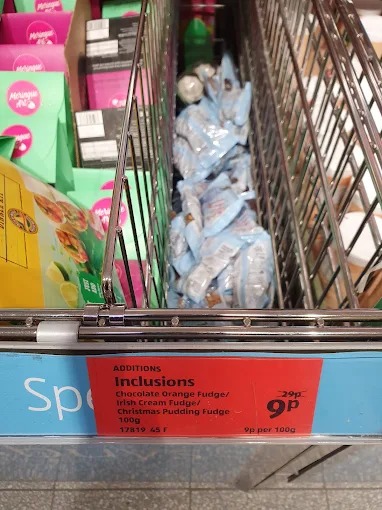 Meringue
Meringue
Meringue
Spe
ADDITIONS
Inclusions
Chocolate Orange Fudge/
Irish Cream Fudge/
Christmas Pudding Fudge
100g
17819 45 F
29p
9p
9p per 100g